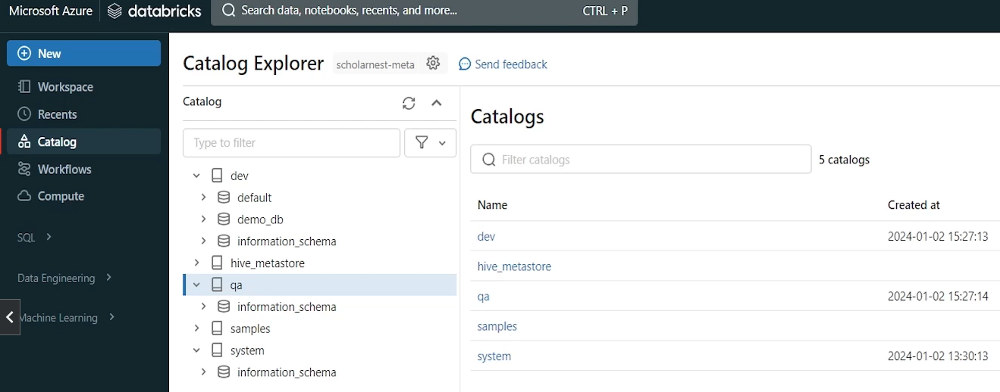 Microsoft Azure databricks Search data, notebooks, recents, and more... CTRL + P
New
Workspace
Recents
Catalog
Workflows
Compute
SQL
Data Engineering
Machine Learning
Catalog Explorer scholarnest-meta Send feedback
Catalog
Type to filter
dev
default
demo_db
information_schema
hive_metastore
qa
information_schema
samples
system
information_schema
Catalogs
Filter catalogs 5 catalogs
Name Created at
dev 2024-01-02 15:27:13
hive_metastore
qa 2024-01-02 15:27:14
samples
system 2024-01-02 13:30:13